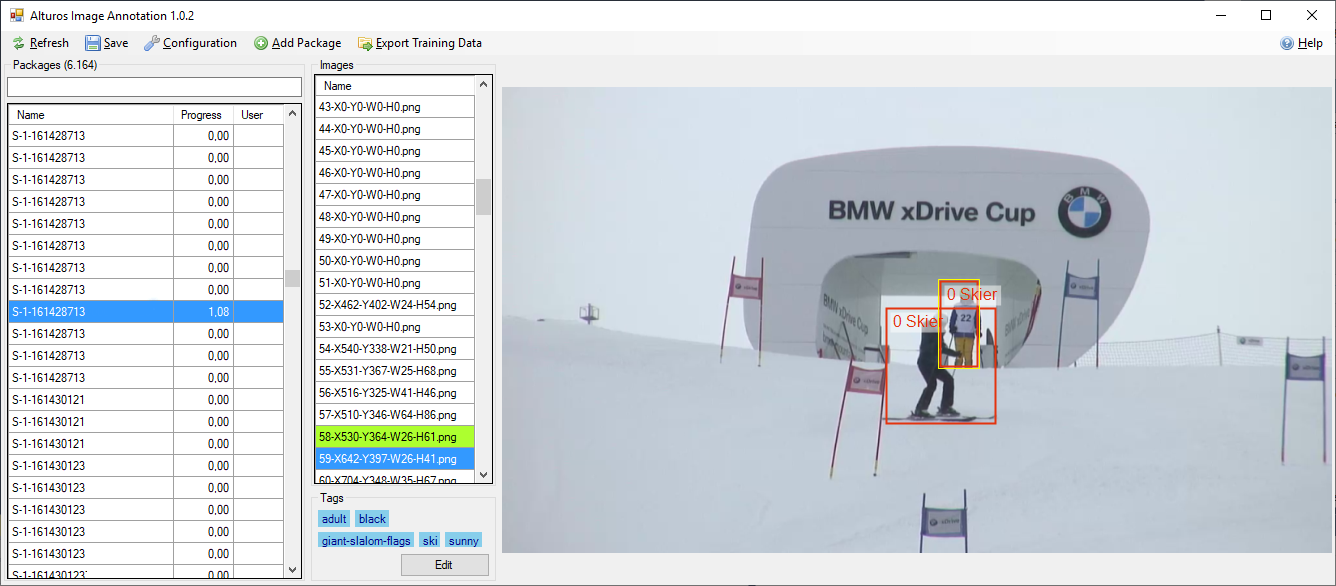 Alturos Image Annotation 1.0.2
Refresh Save Configuration Add Package Export Training Data Help
Packages (6.164)
Name Progress User
S-1-161428713 0,00
S-1-161428713 0,00
S-1-161428713 0,00
S-1-161428713 0,00
S-1-161428713 0,00
S-1-161428713 0,00
S-1-161428713 0,00
S-1-161428713 0,00
S-1-161428713 1,08
S-1-161428713 0,00
S-1-161428713 0,00
S-1-161428713 0,00
S-1-161430121 0,00
S-1-161430121 0,00
S-1-161430121 0,00
S-1-161430123 0,00
S-1-161430123 0,00
S-1-161430123 0,00
S-1-161430123 0,00
S-1-161430123 0,00
S-1-161430123 0,00
Images
Name
43-X0-Y0-W0-H0.png
44-X0-Y0-W0-H0.png
45-X0-Y0-W0-H0.png
46-X0-Y0-W0-H0.png
47-X0-Y0-W0-H0.png
48-X0-Y0-W0-H0.png
49-X0-Y0-W0-H0.png
50-X0-Y0-W0-H0.png
51-X0-Y0-W0-H0.png
52-X462-Y402-W24-H54.png
53-X0-Y0-W0-H0.png
54-X540-Y338-W21-H50.png
55-X531-Y367-W25-H68.png
56-X516-Y325-W41-H46.png
57-X510-Y346-W64-H86.png
58-X530-Y364-W26-H61.png
59-X642-Y397-W26-H41.png
60-X704-Y348-W35-H67.png
Tags
adult black
giant-slalom-flags ski sunny
Edit
BMW xDrive Cup
BMW
BMW xDrive Cup
0 Skier
0 Skier
22
xDrive
xDrive
xDrive
xDrive
xDrive